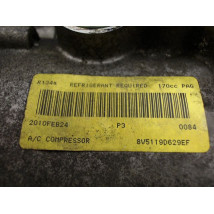 R134a REFRIGERANT REQUIRED: 170cc PAG
2010FEB24 P3 0084
A/C COMPRESSOR 8V5119D629EF